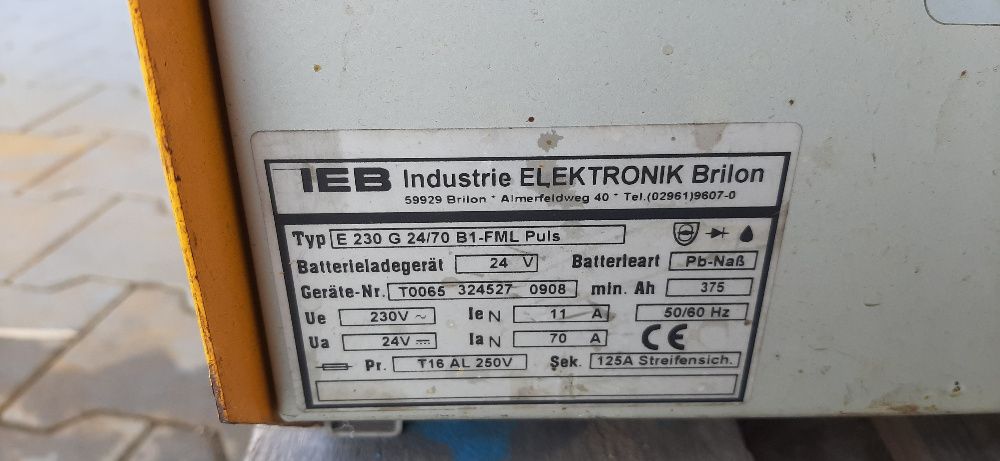 IEB Industrie ELEKTRONIK Brilon
59929 Brilon * Almerfeldweg 40 * Tel.(02961)9607-0
Typ E 230 G 24/70 B1-FML Puls
Batterieladegerät 24 V Batterieart Pb-Naß
Geräte-Nr. T0065 324527 0908 min. Ah 375
Ue 230V ~ Ie N 11 A 50/60 Hz
Ua 24V ⎓ Ia N 70 A CE
Pr. T16 AL 250V Şek. 125A Streifensich.